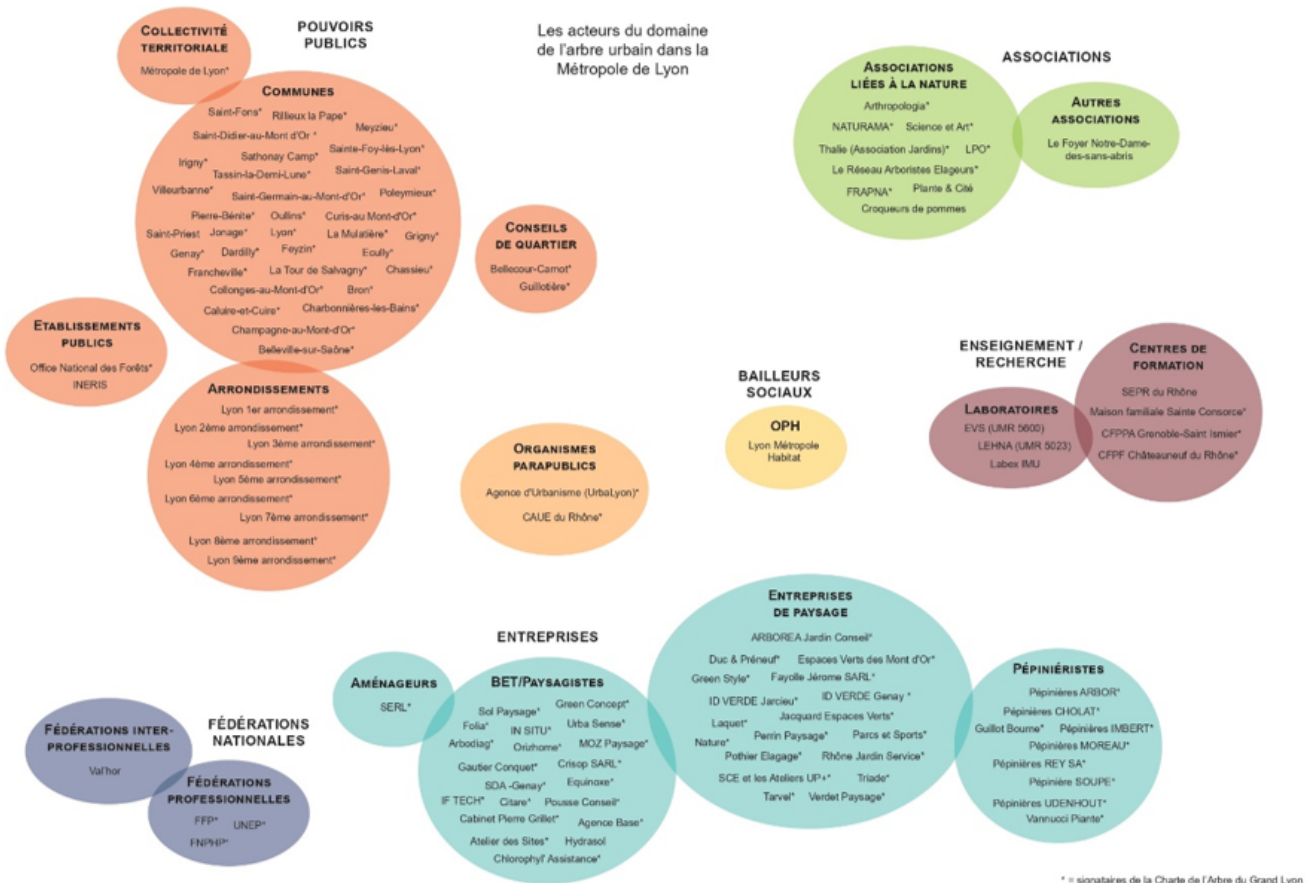 Les acteurs du domaine
de l'arbre urbain dans la
Métropole de Lyon
POUVOIRS
PUBLICS
COLLECTIVITÉ
TERRITORIALE
Métropole de Lyon*
COMMUNES
Saint-Fons* Rillieux la Pape*
Meyzieu*
Saint-Didier-au-Mont d'Or *
Sainte-Foy-lès-Lyon*
Irigny* Sathonay Camp*
Tassin-la-Demi-Lune* Saint-Genis-Laval*
Villeurbanne*
Saint-Germain-au-Mont-d'Or* Poleymieux*
Pierre-Bénite* Oullins* Curis-au Mont-d'Or*
Saint-Priest Jonage* Lyon* La Mulatière* Grigny*
Genay* Dardilly* Feyzin* Ecully*
Francheville* La Tour de Salvagny* Chassieu*
Collonges-au-Mont-d'Or* Bron*
Caluire-et-Cuire* Charbonnières-les-Bains*
Champagne-au-Mont-d'Or*
Belleville-sur-Saône*
CONSEILS
DE QUARTIER
Bellecour-Carnot*
Guillotière*
ETABLISSEMENTS
PUBLICS
Office National des Forêts*
INERIS
ARRONDISSEMENTS
Lyon 1er arrondissement*
Lyon 2ème arrondissement*
Lyon 3ème arrondissement*
Lyon 4ème arrondissement*
Lyon 5ème arrondissement*
Lyon 6ème arrondissement*
Lyon 7ème arrondissement*
Lyon 8ème arrondissement*
Lyon 9ème arrondissement*
ASSOCIATIONS
ASSOCIATIONS
LIÉES À LA NATURE
Arthropologia*
NATURAMA* Science et Art*
Thalie (Association Jardins)* LPO*
Le Réseau Arboristes Elageurs*
FRAPNA* Plante & Cité
Croqueurs de pommes
AUTRES
ASSOCIATIONS
Le Foyer Notre-Dame-
des-sans-abris
ORGANISMES
PARAPUBLICS
Agence d'Urbanisme (UrbaLyon)*
CAUE du Rhône*
BAILLEURS
SOCIAUX
OPH
Lyon Métropole
Habitat
ENSEIGNEMENT /
RECHERCHE
LABORATOIRES
EVS (UMR 5600)
LEHNA (UMR 5023)
Labex IMU
CENTRES DE
FORMATION
SEPR du Rhône
Maison familiale Sainte Consorce*
CFPPA Grenoble-Saint Ismier*
CFPF Châteauneuf du Rhône*
ENTREPRISES
AMÉNAGEURS
SERL*
BET/PAYSAGISTES
Sol Paysage* Green Concept*
Folia* IN SITU* Urba Sense*
Arbodiag* Orizhome* MOZ Paysage*
Gautier Conquet* Crisop SARL*
SDA -Genay* Equinoxe*
IF TECH* Citare* Pousse Conseil*
Cabinet Pierre Grillet* Agence Base*
Atelier des Sites* Hydrasol
Chlorophyl' Assistance*
ENTREPRISES
DE PAYSAGE
ARBOREA Jardin Conseil*
Duc & Préneuf* Espaces Verts des Mont d'Or*
Green Style* Fayolle Jérome SARL*
ID VERDE Jarcieu* ID VERDE Genay *
Laquet* Jacquard Espaces Verts*
Nature* Perrin Paysage* Parcs et Sports*
Pothier Elagage* Rhône Jardin Service*
SCE et les Ateliers UP+* Triade*
Tarvel* Verdet Paysage*
PÉPINIÉRISTES
Pépinières ARBOR*
Pépinières CHOLAT*
Guillot Bourne* Pépinières IMBERT*
Pépinières MOREAU*
Pépinières REY SA*
Pépinière SOUPE*
Pépinières UDENHOUT*
Vannucci Piante*
FÉDÉRATIONS
NATIONALES
FÉDÉRATIONS INTER-
PROFESSIONNELLES
Val'hor
FÉDÉRATIONS
PROFESSIONNELLES
FFP* UNEP*
FNPHP*
* = signataires de la Charte de l'Arbre du Grand Lyon